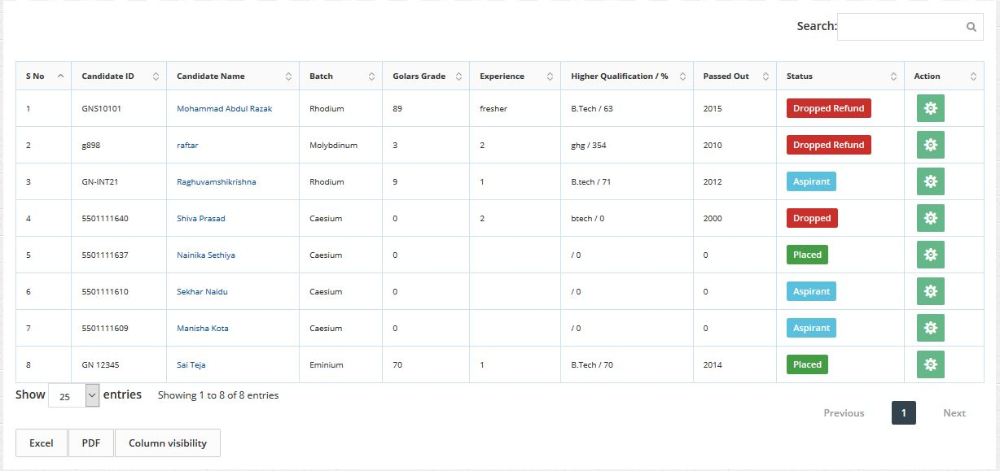 Search:
S No Candidate ID Candidate Name Batch Golars Grade Experience Higher Qualification / % Passed Out Status Action
1 GNS10101 Mohammad Abdul Razak Rhodium 89 fresher B.Tech / 63 2015 Dropped Refund
2 g898 raftar Molybdinum 3 2 ghg / 354 2010 Dropped Refund
3 GN-INT21 Raghuvamshikrishna Rhodium 9 1 B.tech / 71 2012 Aspirant
4 5501111640 Shiva Prasad Caesium 0 2 btech / 0 2000 Dropped
5 5501111637 Nainika Sethiya Caesium 0 / 0 0 Placed
6 5501111610 Sekhar Naidu Caesium 0 / 0 0 Aspirant
7 5501111609 Manisha Kota Caesium 0 / 0 0 Aspirant
8 GN 12345 Sai Teja Eminium 70 1 B.Tech / 70 2014 Placed
Show 25 entries Showing 1 to 8 of 8 entries
Previous 1 Next
Excel PDF Column visibility